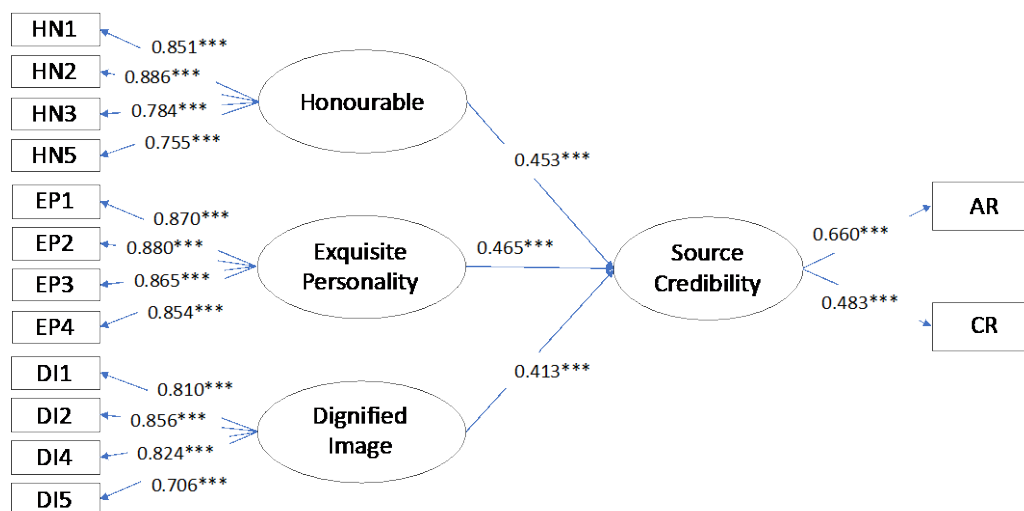 HN1
0.851***
HN2
0.886***
HN3
0.784***
HN5
0.755***
Honourable
0.453***
EP1
0.870***
EP2
0.880***
EP3
0.865***
EP4
0.854***
Exquisite
Personality
0.465***
Source
Credibility
0.660***
AR
0.483***
CR
DI1
0.810***
DI2
0.856***
DI4
0.824***
DI5
0.706***
Dignified
Image
0.413***